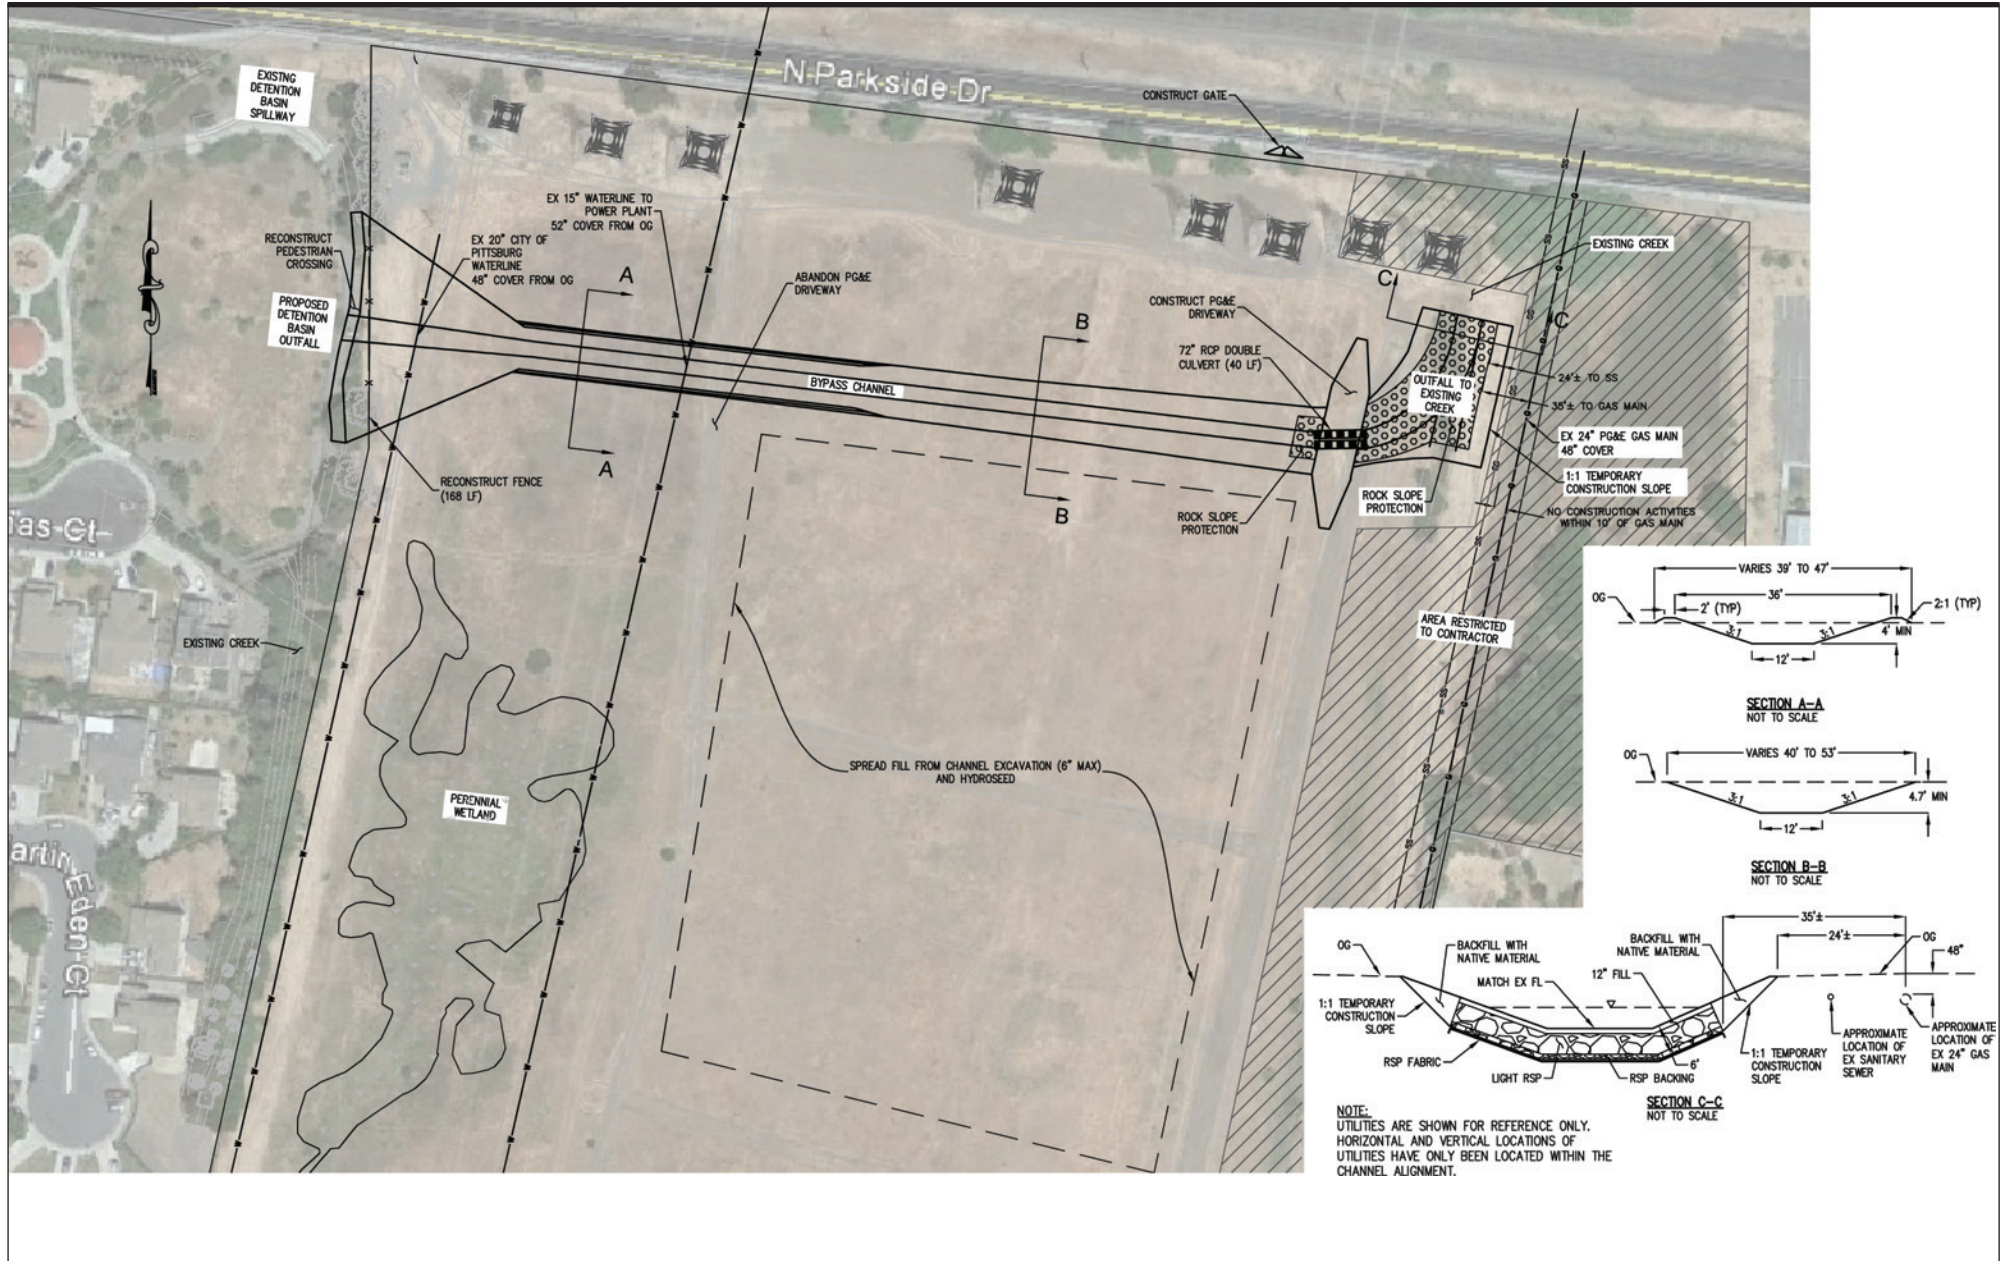 N Parkside Dr
EXISTNG
DETENTION
BASIN
SPILLWAY
CONSTRUCT GATE
EX 15" WATERLINE TO
POWER PLANT
52" COVER FROM OG
RECONSTRUCT
PEDESTRIAN
CROSSING
EX 20" CITY OF
PITTSBURG
WATERLINE
48" COVER FROM OG
A
ABANDON PG&E
DRIVEWAY
PROPOSED
DETENTION
BASIN
OUTFALL
B
CONSTRUCT PG&E
DRIVEWAY
72" RCP DOUBLE
CULVERT (40 LF)
C
C
EXISTING CREEK
BYPASS CHANNEL
OUTFALL TO
EXISTING
CREEK
24'± TO SS
35'± TO GAS MAIN
EX 24" PG&E GAS MAIN
48" COVER
1:1 TEMPORARY
CONSTRUCTION SLOPE
NO CONSTRUCTION ACTIVITIES
WITHIN 10' OF GAS MAIN
A
RECONSTRUCT FENCE
(168 LF)
B
ROCK SLOPE
PROTECTION
ROCK SLOPE
PROTECTION
as Ct
EXISTING CREEK
AREA RESTRICTED
TO CONTRACTOR
SPREAD FILL FROM CHANNEL EXCAVATION (6" MAX)
AND HYDROSEED
PERENNIAL
WETLAND
artin Eden Ct
VARIES 39' TO 47'
OG
36'
2' (TYP)
2:1 (TYP)
3:1
3:1
4' MIN
12'
SECTION A-A
NOT TO SCALE
OG
VARIES 40' TO 53'
3:1
3:1
4.7' MIN
12'
SECTION B-B
NOT TO SCALE
35'±
24'±
OG
48"
OG
BACKFILL WITH
NATIVE MATERIAL
BACKFILL WITH
NATIVE MATERIAL
12" FILL
MATCH EX FL
1:1 TEMPORARY
CONSTRUCTION
SLOPE
RSP FABRIC
LIGHT RSP
RSP BACKING
6'
1:1 TEMPORARY
CONSTRUCTION
SLOPE
APPROXIMATE
LOCATION OF
EX SANITARY
SEWER
APPROXIMATE
LOCATION OF
EX 24" GAS
MAIN
SECTION C-C
NOT TO SCALE
NOTE:
UTILITIES ARE SHOWN FOR REFERENCE ONLY.
HORIZONTAL AND VERTICAL LOCATIONS OF
UTILITIES HAVE ONLY BEEN LOCATED WITHIN THE
CHANNEL ALIGNMENT.